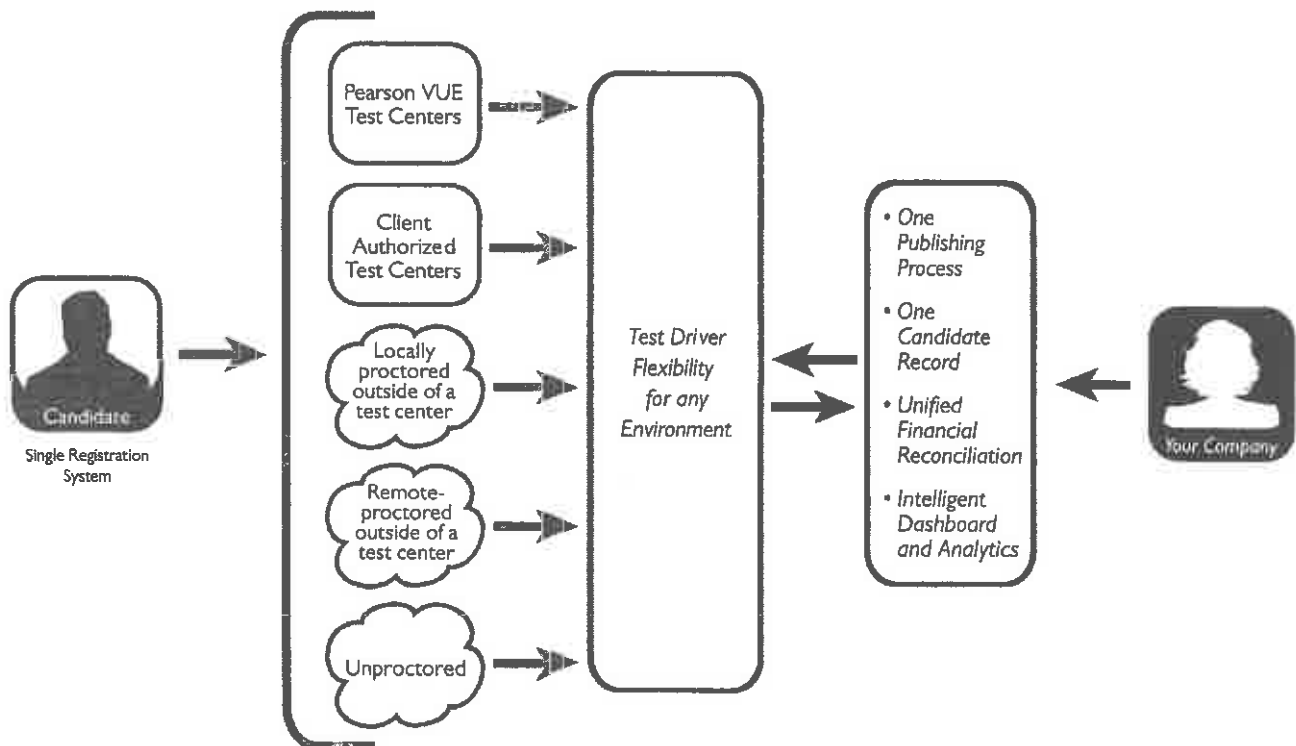 Pearson VUE
Test Centers
Client
Authorized
Test Centers
Candidate
Single Registration
System
Locally
proctored
outside of a
test center
Remote-
proctored
outside of a
test center
Unproctored
Test Driver
Flexibility
for any
Environment
• One
Publishing
Process
• One
Candidate
Record
• Unified
Financial
Reconciliation
• Intelligent
Dashboard
and Analytics
Your Company